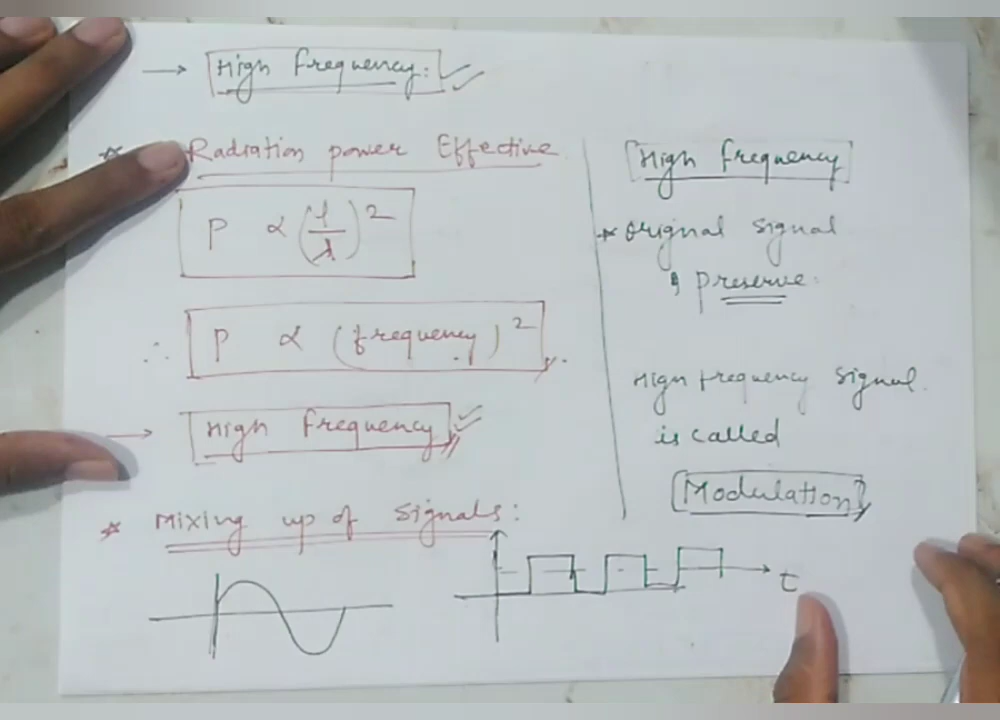 → High frequency:
* Radiation power Effective
P ∝ (1/λ)²
∴ P ∝ (frequency)²
→ High frequency
* Mixing up of signals:
t
High frequency
* Orignal signal
preserve.
High frequency signal
is called
Modulation